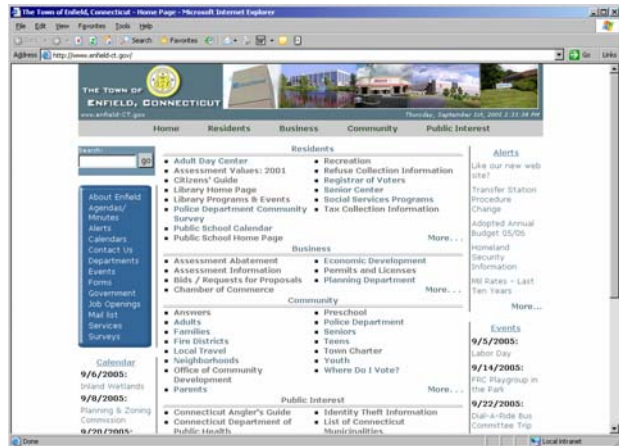 The Town of Enfield, Connecticut - Home Page - Microsoft Internet Explorer
File Edit View Favorites Tools Help
Search Favorites
Address http://www.enfield-ct.gov/ Go Links
THE TOWN OF
ENFIELD, CONNECTICUT
www.enfield-CT.gov
Thursday, September 1st, 2005 2:33:34 PM
Home Residents Business Community Public Interest
Search:
go
About Enfield
Agendas/
Minutes
Alerts
Calendars
Contact Us
Departments
Events
Forms
Government
Job Openings
Mail list
Services
Surveys
Calendar
9/6/2005:
Inland Wetlands
9/8/2005:
Planning & Zoning
Commission
9/20/2005:
Residents
Adult Day Center
Assessment Values: 2001
Citizens' Guide
Library Home Page
Library Programs & Events
Police Department Community
Survey
Public School Calendar
Public School Home Page
Recreation
Refuse Collection Information
Registrar of Voters
Senior Center
Social Services Programs
Tax Collection Information
More...
Business
Assessment Abatement
Assessment Information
Bids / Requests for Proposals
Chamber of Commerce
Economic Development
Permits and Licenses
Planning Department
More...
Community
Answers
Adults
Families
Fire Districts
Local Travel
Neighborhoods
Office of Community
Development
Parents
Preschool
Police Department
Seniors
Teens
Town Charter
Youth
Where Do I Vote?
More...
Public Interest
Connecticut Angler's Guide
Connecticut Department of
Public Health
Identity Theft Information
List of Connecticut
Municipalities
Alerts
Like our new web
site?
Transfer Station
Procedure
Change
Adopted Annual
Budget 05/06
Homeland
Security
Information
Mil Rates - Last
Ten Years
More...
Events
9/5/2005:
Labor Day
9/14/2005:
FRC Playgroup in
the Park
9/22/2005:
Dial-A-Ride Bus
Committee Trip
Done
Local intranet